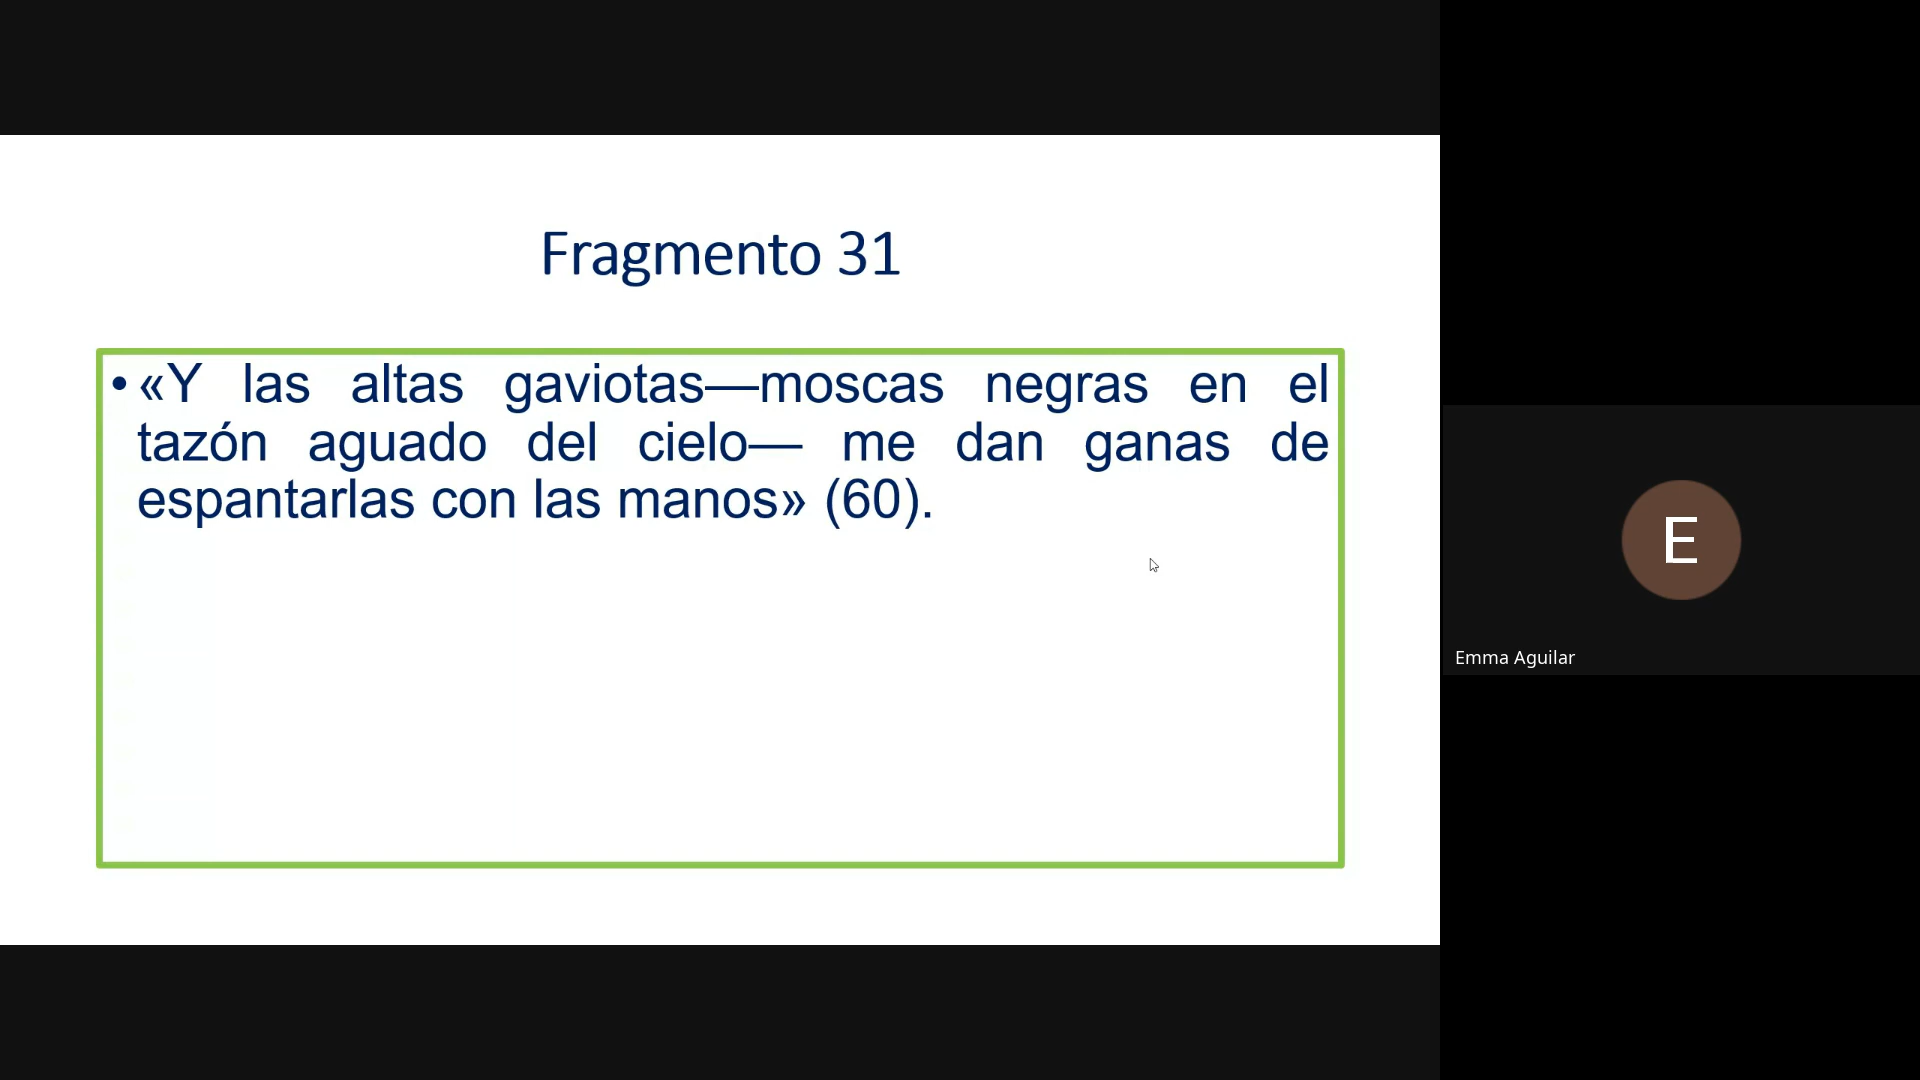 Fragmento 31
• «Y las altas gaviotas—moscas negras en el
tazón aguado del cielo— me dan ganas de
espantarlas con las manos» (60).
E
Emma Aguilar